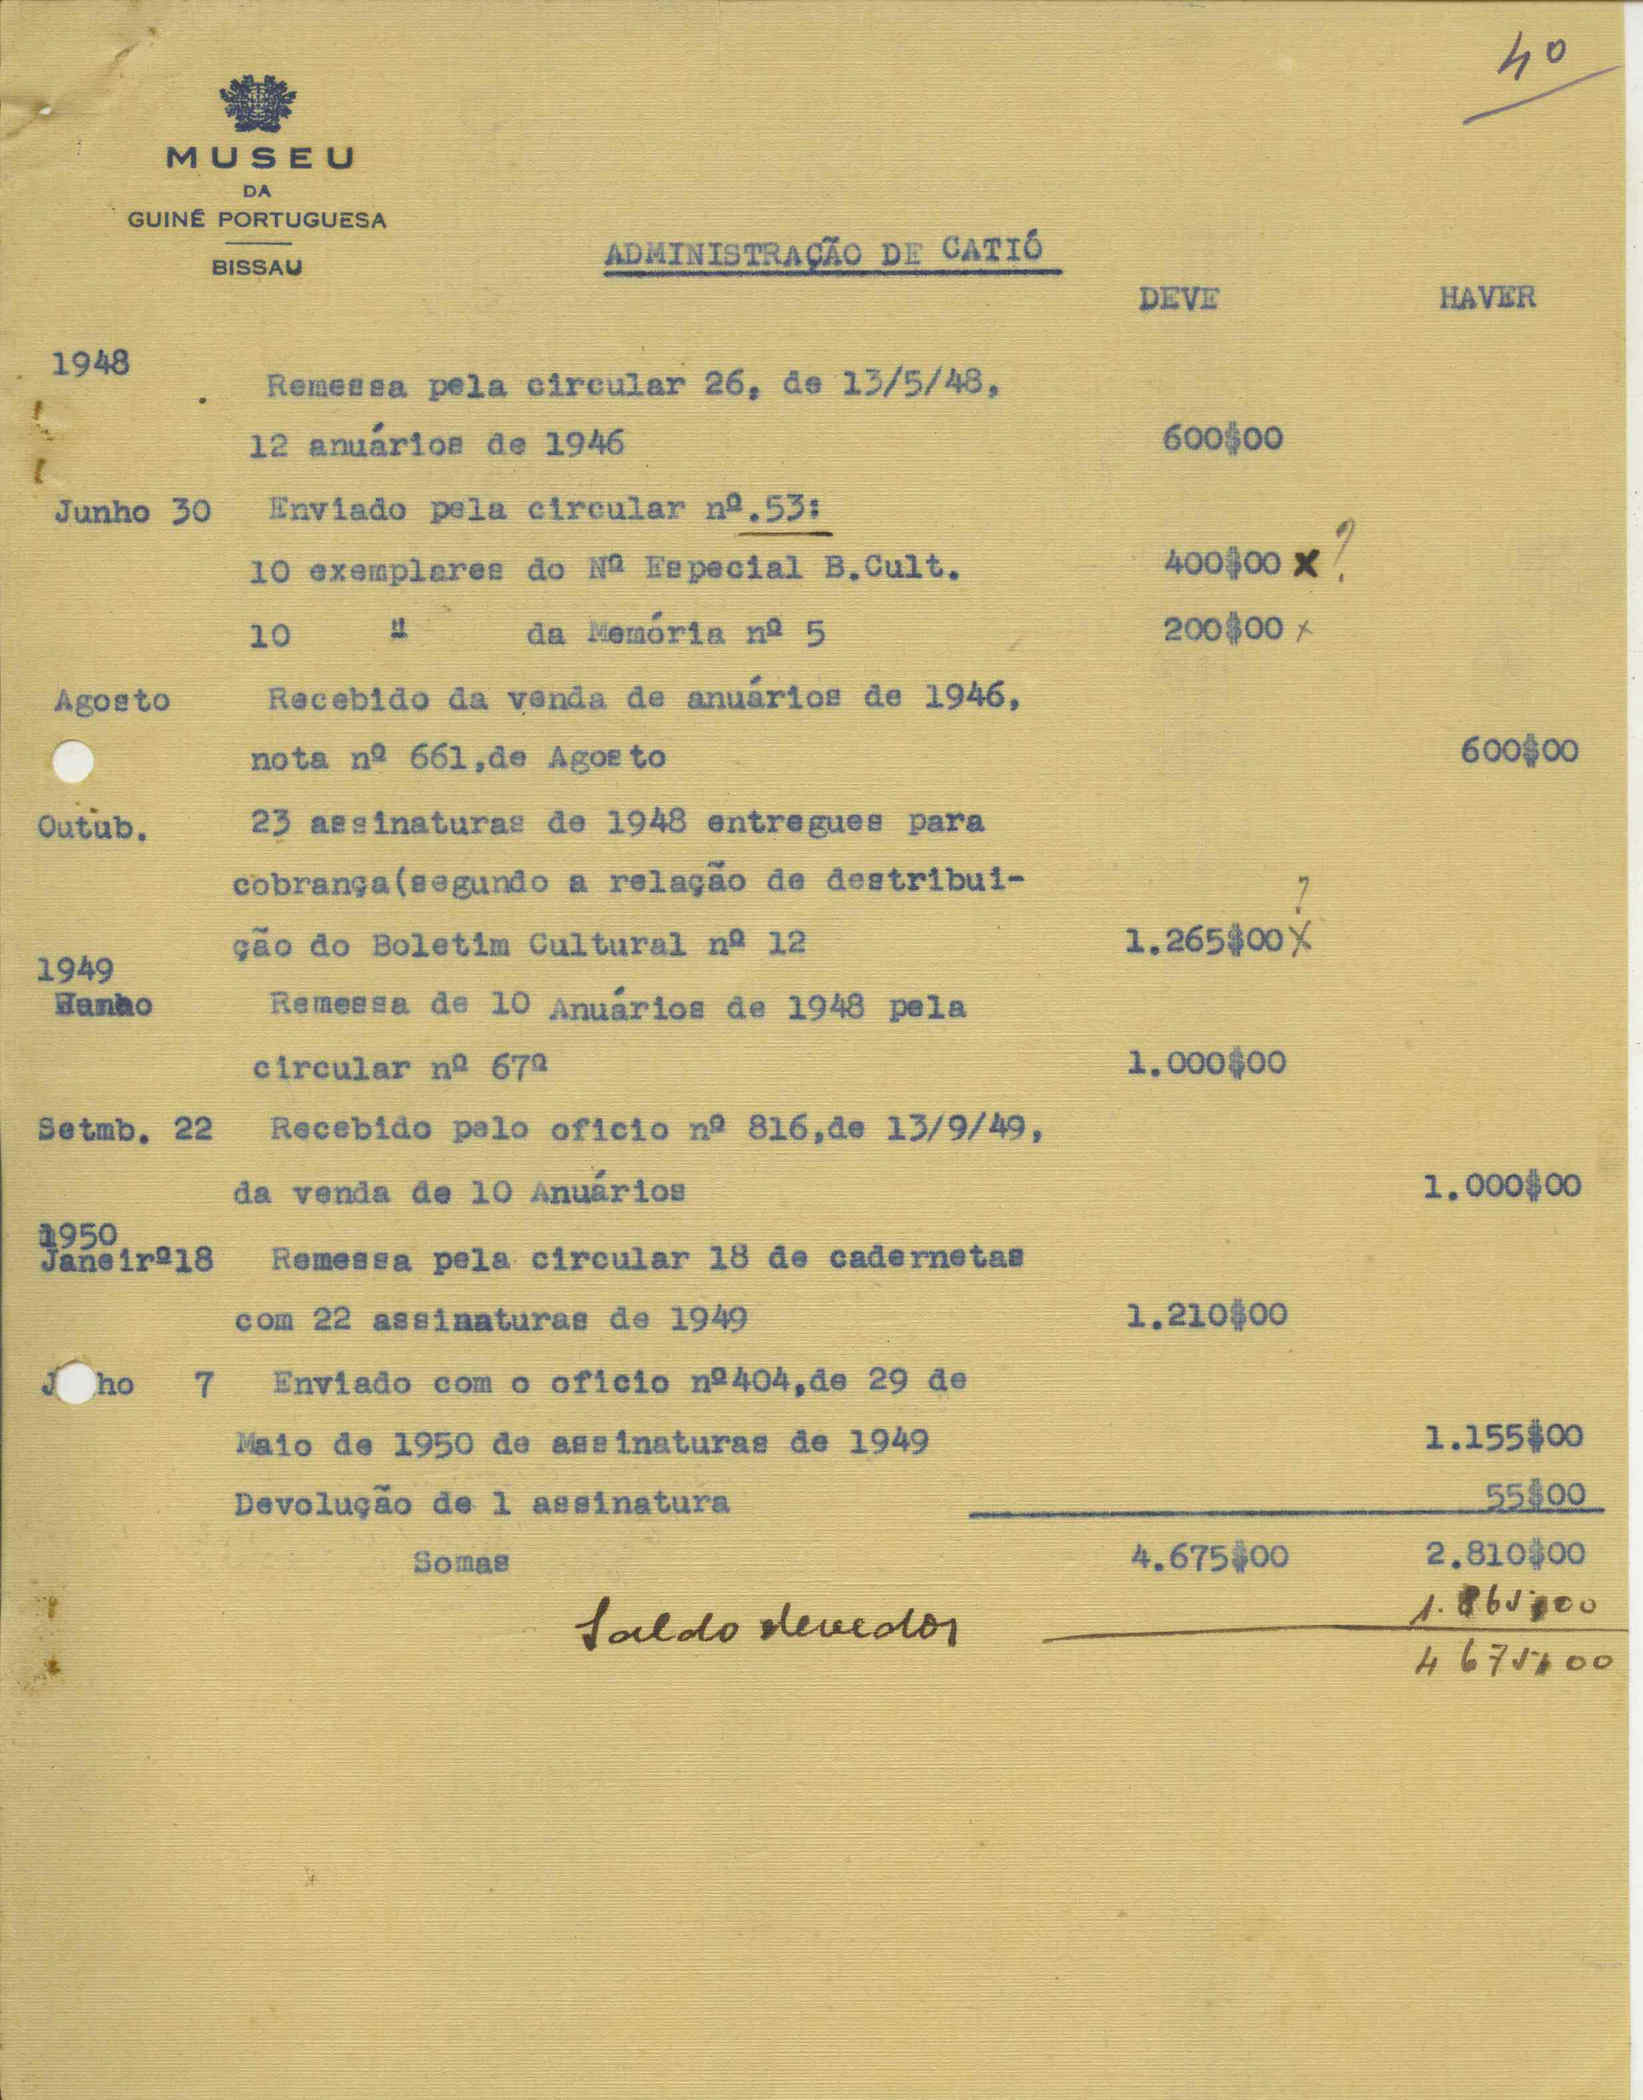 40
MUSEU
DA
GUINÉ PORTUGUESA
BISSAU
ADMINISTRAÇÃO DE CATIÓ
DEVE HAVER
1948
Remessa pela circular 26, de 13/5/48,
12 anuários de 1946 600$00
Junho 30 Enviado pela circular nº.53:
10 exemplares do Nº Especial B.Cult. 400$00 x ?
10 " da Memória nº 5 200$00 x
Agosto Recebido da venda de anuários de 1946,
nota nº 661,de Agosto 600$00
Outub. 23 assinaturas de 1948 entregues para
cobrança(segundo a relação de destribui-
ção do Boletim Cultural nº 12 1.265$00 x ?
1949
Remessa de 10 Anuários de 1948 pela
circular nº 67º 1.000$00
Setmb. 22 Recebido pelo oficio nº 816,de 13/9/49,
da venda de 10 Anuários 1.000$00
1950
Janeirº18 Remessa pela circular 18 de cadernetas
com 22 assinaturas de 1949 1.210$00
J ho 7 Enviado com o oficio nº404,de 29 de
Maio de 1950 de assinaturas de 1949 1.155$00
Devolução de 1 assinatura 55$00
Somas 4.675$00 2.810$00
Saldo devedor 1.865,00
4675,00